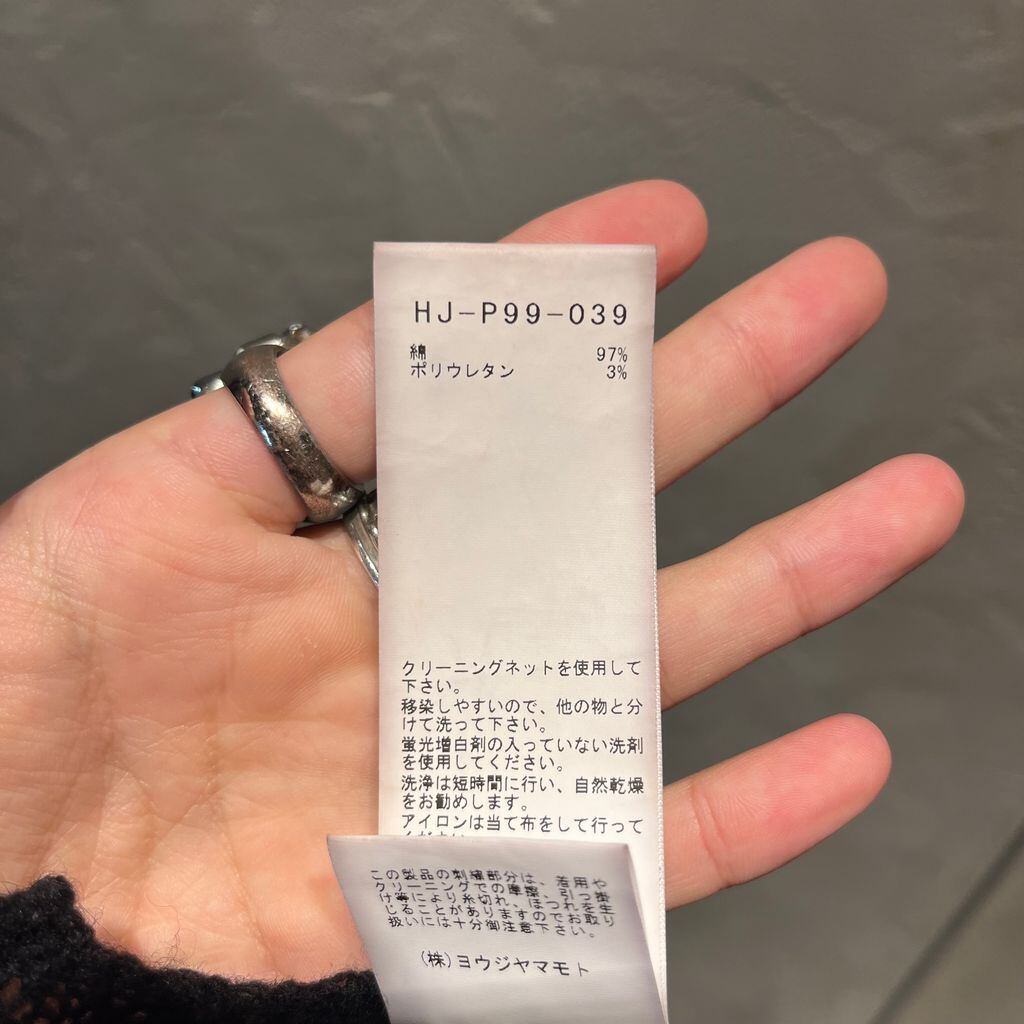 HJ-P99-039
綿 97%
ポリウレタン 3%
クリーニングネットを使用して
下さい。
移染しやすいので、他の物と分
けて洗って下さい。
蛍光増白剤の入っていない洗剤
を使用してください。
洗浄は短時間に行い、自然乾燥
をお勧めします。
アイロンは当て布をして行って
ください
この製品の刺繍部分は、着用や
クリーニングでの摩擦、引っ掛
け等により糸切れ、ほつれを生
じることがありますのでお取り
扱いには十分御注意下さい。
(株)ヨウジヤマモト